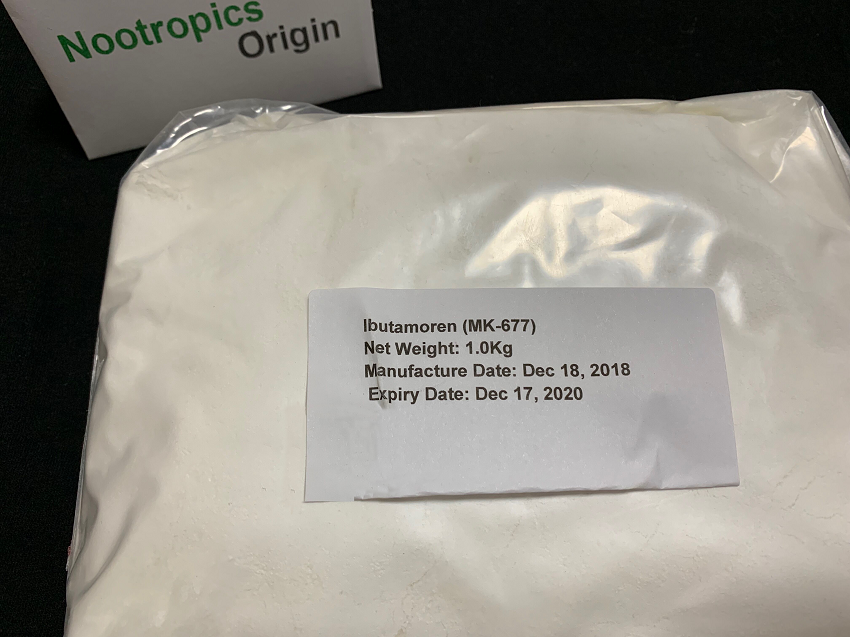 Nootropics
Origin
Ibutamoren (MK-677)
Net Weight: 1.0Kg
Manufacture Date: Dec 18, 2018
Expiry Date: Dec 17, 2020